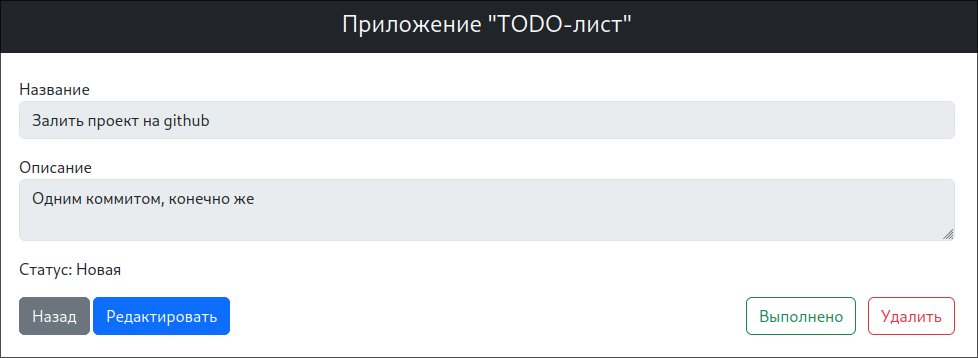 Приложение "TODO-лист"
Название
Залить проект на github
Описание
Одним коммитом, конечно же
Статус: Новая
Назад Редактировать Выполнено Удалить